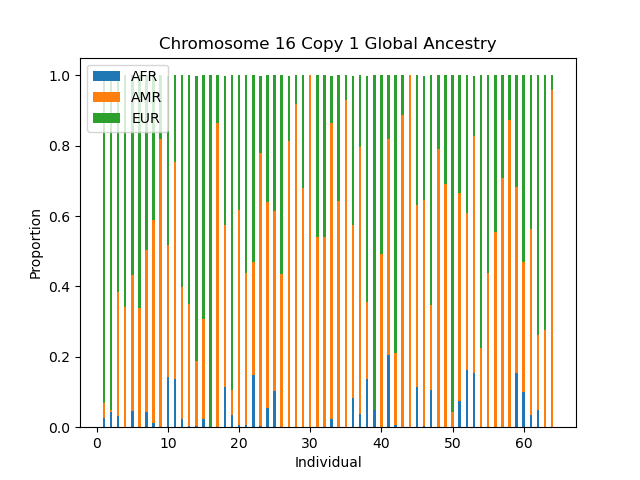 Chromosome 16 Copy 1 Global Ancestry
AFR
AMR
EUR
1.0
0.8
0.6
0.4
0.2
0.0
Proportion
0 10 20 30 40 50 60
Individual